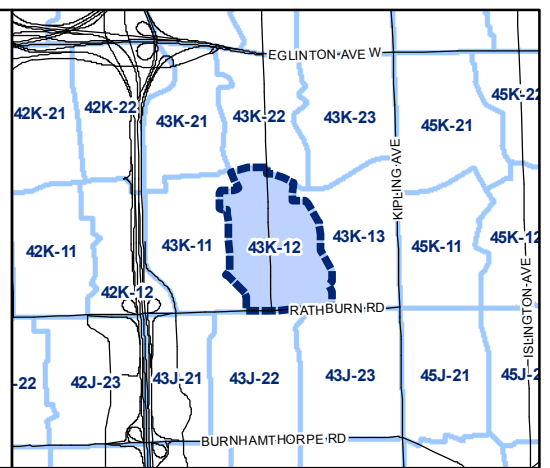 EGLINTON AVE W
45K-22
42K-21
42K-22
43K-21
43K-22
43K-23
45K-21
KIPLING AVE
42K-11
43K-11
43K-12
43K-13
45K-11
45K-12
42K-12
ISLINGTON AVE
RATHBURN RD
-22
42J-23
43J-21
43J-22
43J-23
45J-21
45J-2
BURNHAMTHORPE RD